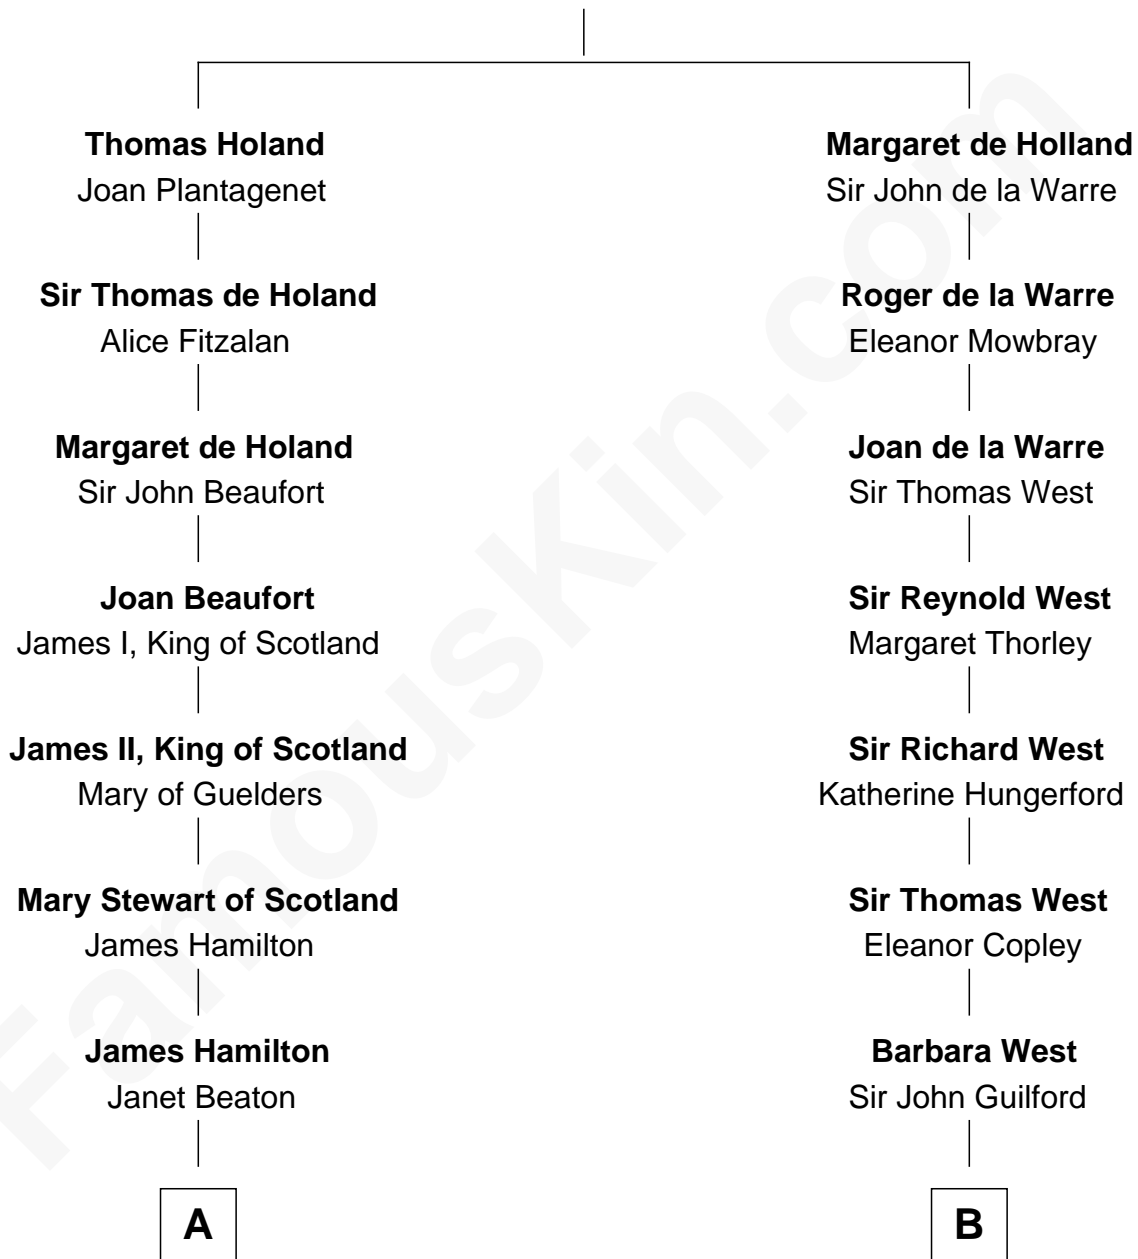 Thomas Holand
Joan Plantagenet
Sir Thomas de Holand
Alice Fitzalan
Margaret de Holand
Sir John Beaufort
Joan Beaufort
James I, King of Scotland
James II, King of Scotland
Mary of Guelders
Mary Stewart of Scotland
James Hamilton
James Hamilton
Janet Beaton
A
Margaret de Holland
Sir John de la Warre
Roger de la Warre
Eleanor Mowbray
Joan de la Warre
Sir Thomas West
Sir Reynold West
Margaret Thorley
Sir Richard West
Katherine Hungerford
Sir Thomas West
Eleanor Copley
Barbara West
Sir John Guilford
B
FamousKin.com